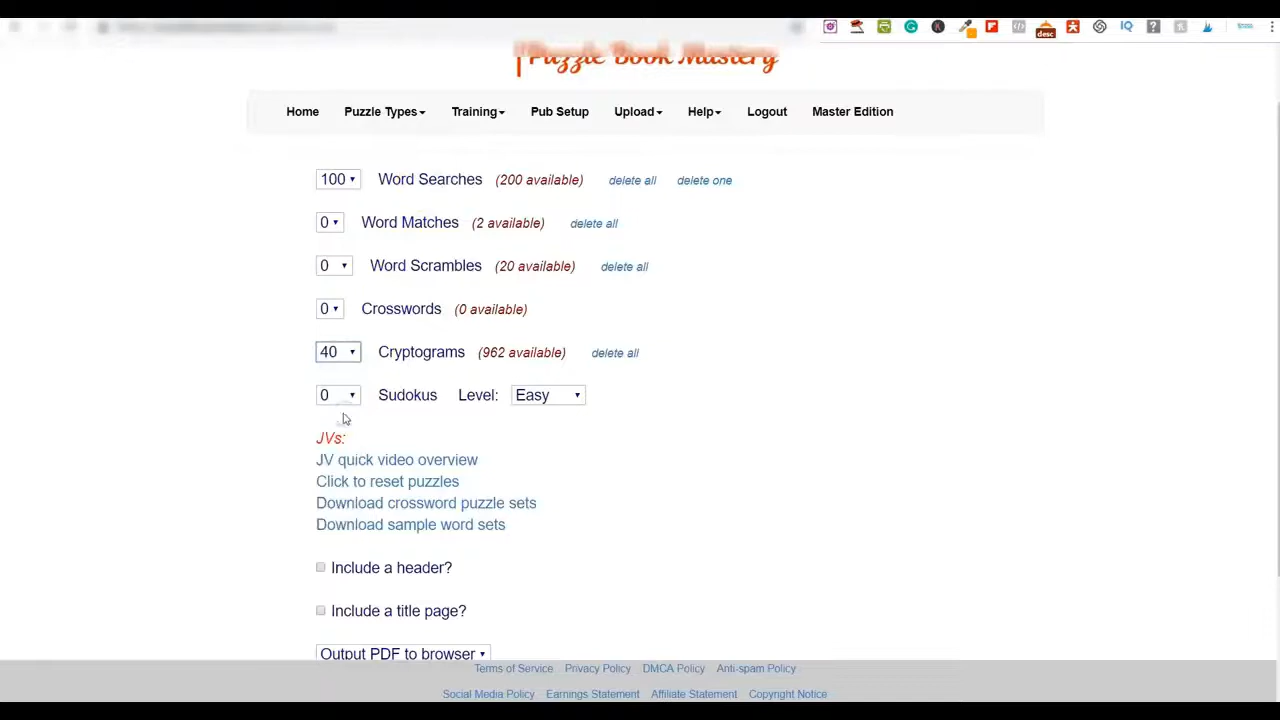 Puzzle Book Mastery
Home Puzzle Types Training Pub Setup Upload Help Logout Master Edition
100 Word Searches (200 available) delete all delete one
0 Word Matches (2 available) delete all
0 Word Scrambles (20 available) delete all
0 Crosswords (0 available)
40 Cryptograms (962 available) delete all
0 Sudokus Level: Easy
JVs:
JV quick video overview
Click to reset puzzles
Download crossword puzzle sets
Download sample word sets
Include a header?
Include a title page?
Output PDF to browser
Terms of Service Privacy Policy DMCA Policy Anti-spam Policy
Social Media Policy Earnings Statement Affiliate Statement Copyright Notice
desc
IQ